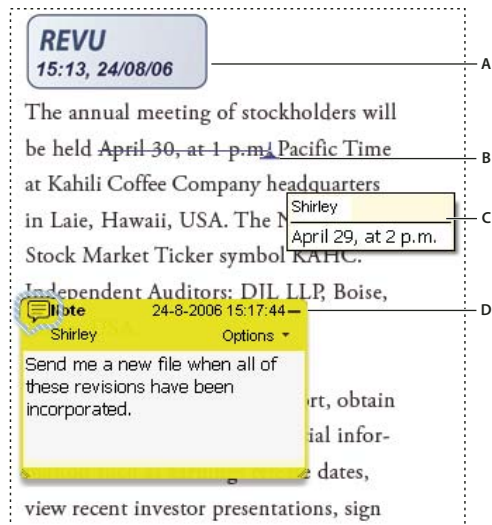 REVU
15:13, 24/08/06
A
The annual meeting of stockholders will
be held April 30, at 1 p.m. Pacific Time
B
at Kahili Coffee Company headquarters
Shirley
C
in Laie, Hawaii, USA. The N
April 29, at 2 p.m.
Stock Market Ticker symbol KAHC.
Independent Auditors: DJL LLP, Boise,
Note 24-8-2006 15:17:44
D
Shirley Options
Send me a new file when all of
these revisions have been
incorporated.
rt, obtain
ial infor-
dates,
view recent investor presentations, sign